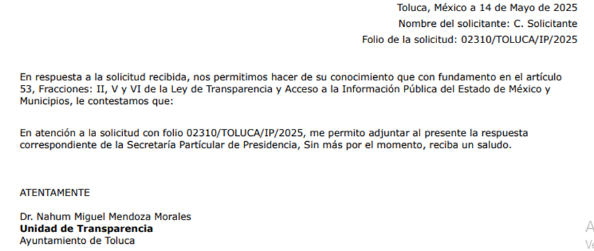 Toluca, México a 14 de Mayo de 2025
Nombre del solicitante: C. Solicitante
Folio de la solicitud: 02310/TOLUCA/IP/2025
En respuesta a la solicitud recibida, nos permitimos hacer de su conocimiento que con fundamento en el artículo
53, Fracciones: II, V y VI de la Ley de Transparencia y Acceso a la Información Pública del Estado de México y
Municipios, le contestamos que:
En atención a la solicitud con folio 02310/TOLUCA/IP/2025, me permito adjuntar al presente la respuesta
correspondiente de la Secretaría Partícular de Presidencia, Sin más por el momento, reciba un saludo.
ATENTAMENTE
Dr. Nahum Miguel Mendoza Morales
Unidad de Transparencia
Ayuntamiento de Toluca